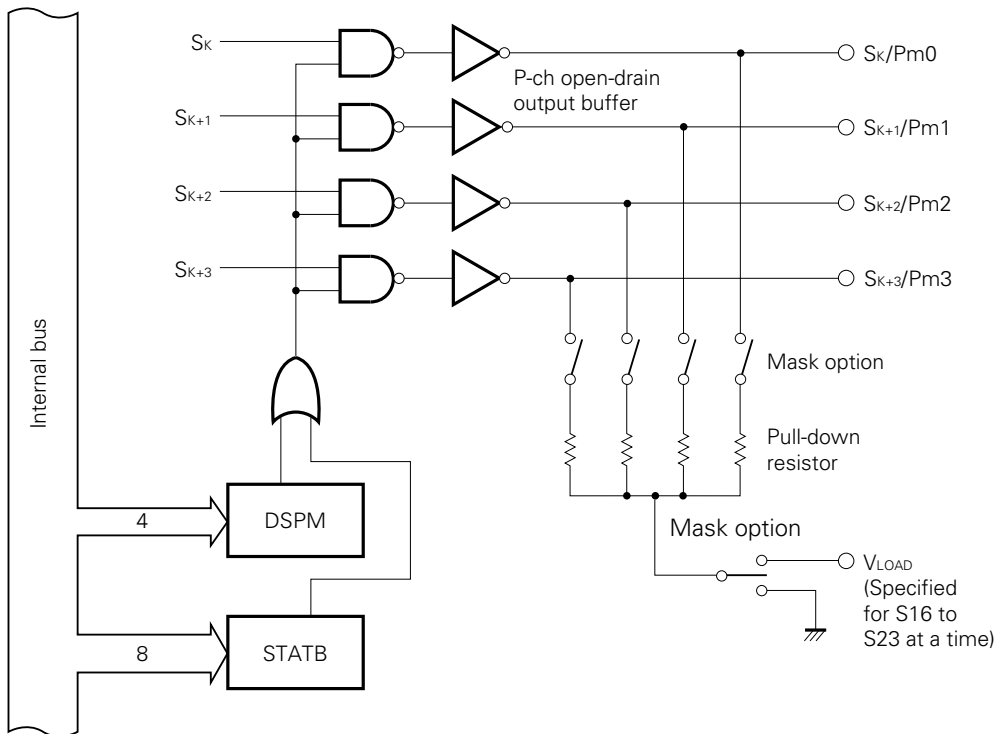 SK
SK/Pm0
P-ch open-drain
output buffer
SK+1
SK+1/Pm1
SK+2
SK+2/Pm2
SK+3
SK+3/Pm3
Internal bus
Mask option
Pull-down
resistor
4
DSPM
Mask option
VLOAD
(Specified
for S16 to
S23 at a time)
8
STATB